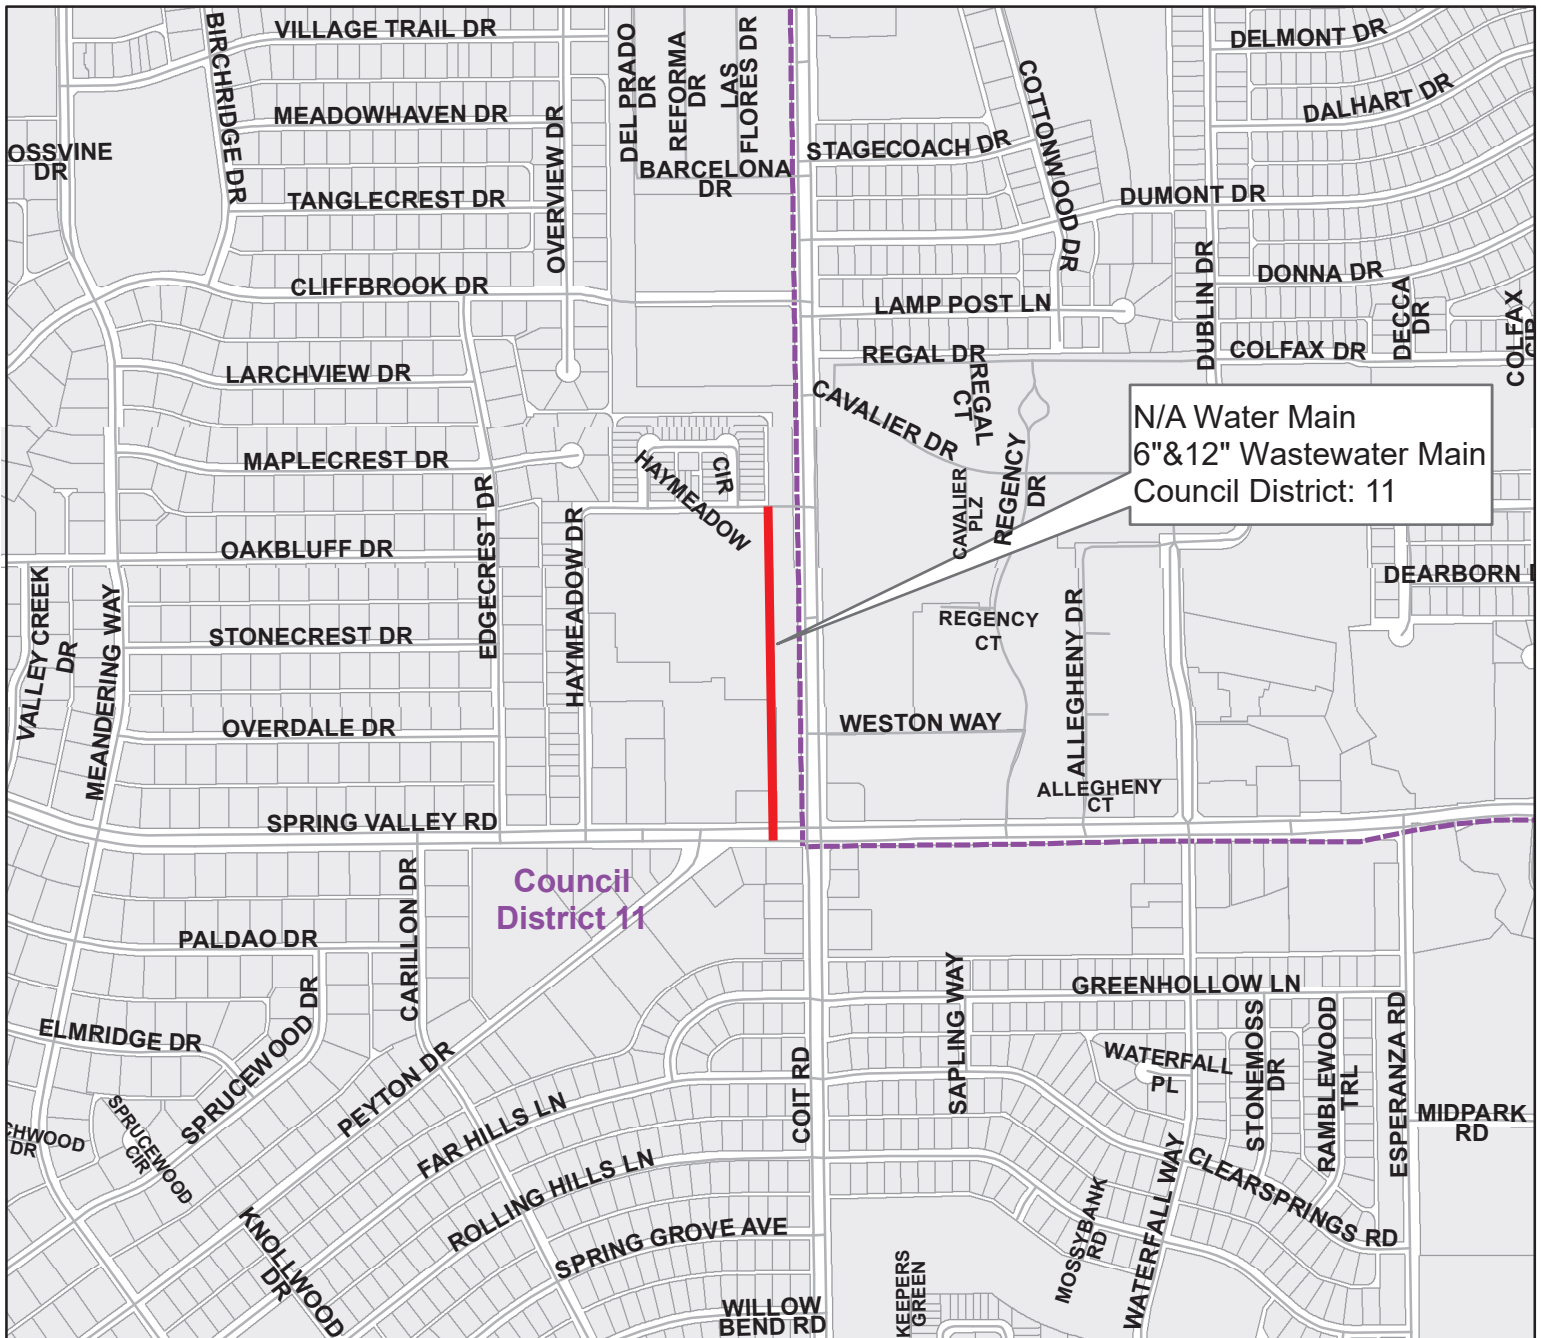 VILLAGE TRAIL DR
BIRCHRIDGE DR
MEADOWHAVEN DR
OSSVINE
DR
TANGLECREST DR
OVERVIEW DR
CLIFFBROOK DR
DEL PRADO
DR
REFORMA
DR
LAS
FLORES DR
BARCELONA
DR
STAGECOACH DR
COTTONWOOD DR
DELMONT DR
DALHART DR
DUMONT DR
DUBLIN DR
DONNA DR
DECCA
DR
COLFAX
CIR
LAMP POST LN
REGAL DR
COLFAX DR
REGAL
CT
CAVALIER DR
LARCHVIEW DR
MAPLECREST DR
HAYMEADOW
CIR
REGENCY
DR
CAVALIER
PLZ
N/A Water Main
6"&12" Wastewater Main
Council District: 11
EDGECREST DR
HAYMEADOW DR
OAKBLUFF DR
VALLEY CREEK
DR
MEANDERING WAY
STONECREST DR
REGENCY
CT
ALLEGHENY DR
DEARBORN
OVERDALE DR
WESTON WAY
ALLEGHENY
CT
SPRING VALLEY RD
Council
District 11
CARILLON DR
PALDAO DR
ELMRIDGE DR
SPRUCEWOOD DR
SPRUCEWOOD
CIR
CHWOOD
DR
PEYTON DR
FAR HILLS LN
ROLLING HILLS LN
KNOLLWOOD
DR
SPRING GROVE AVE
WILLOW
BEND RD
COIT RD
SAPLING WAY
GREENHOLLOW LN
WATERFALL
PL
STONEMOSS
DR
RAMBLEWOOD
TRL
ESPERANZA RD
MIDPARK
RD
CLEARSPRINGS RD
WATERFALL WAY
MOSSYBANK
RD
KEEPERS
GREEN